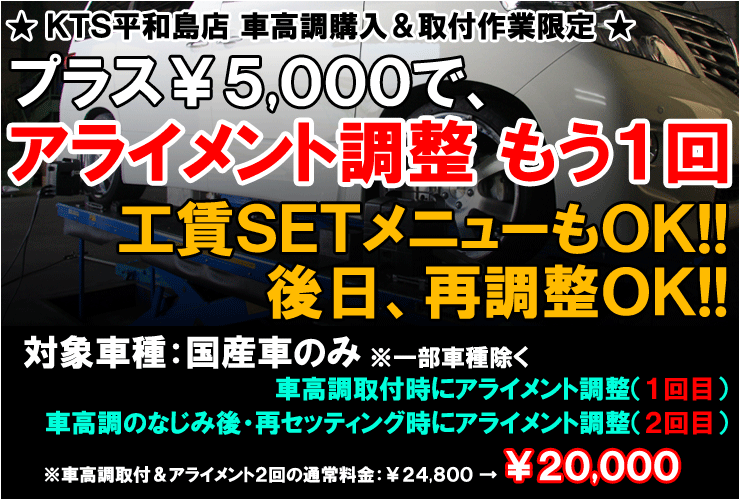 ★ KTS平和島店 車高調購入＆取付作業限定 ★
プラス￥5,000で、
アライメント調整 もう1回
工賃SETメニューもOK!!
後日、再調整OK!!
対象車種：国産車のみ ※一部車種除く
車高調取付時にアライメント調整（1回目）
車高調のなじみ後・再セッティング時にアライメント調整（2回目）
※車高調取付＆アライメント2回の通常料金：￥24,800 → ￥20,000